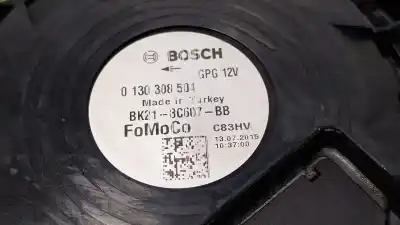 BOSCH
GPG 12V
0 130 308 504
Made in Turkey
BK21-8C607-BB
FoMoCo
C83HV
13.07.2015
10:37:00